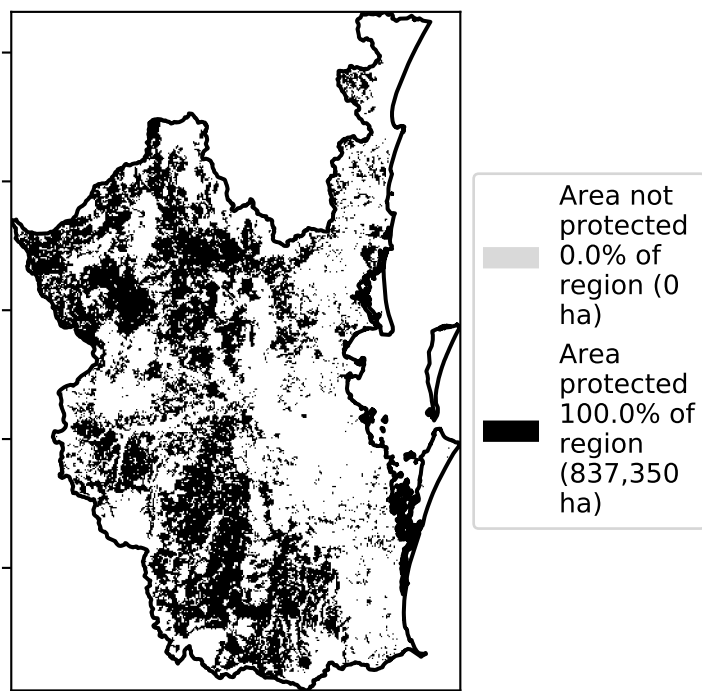 Area not
protected
0.0% of
region (0
ha)
Area
protected
100.0% of
region
(837,350
ha)